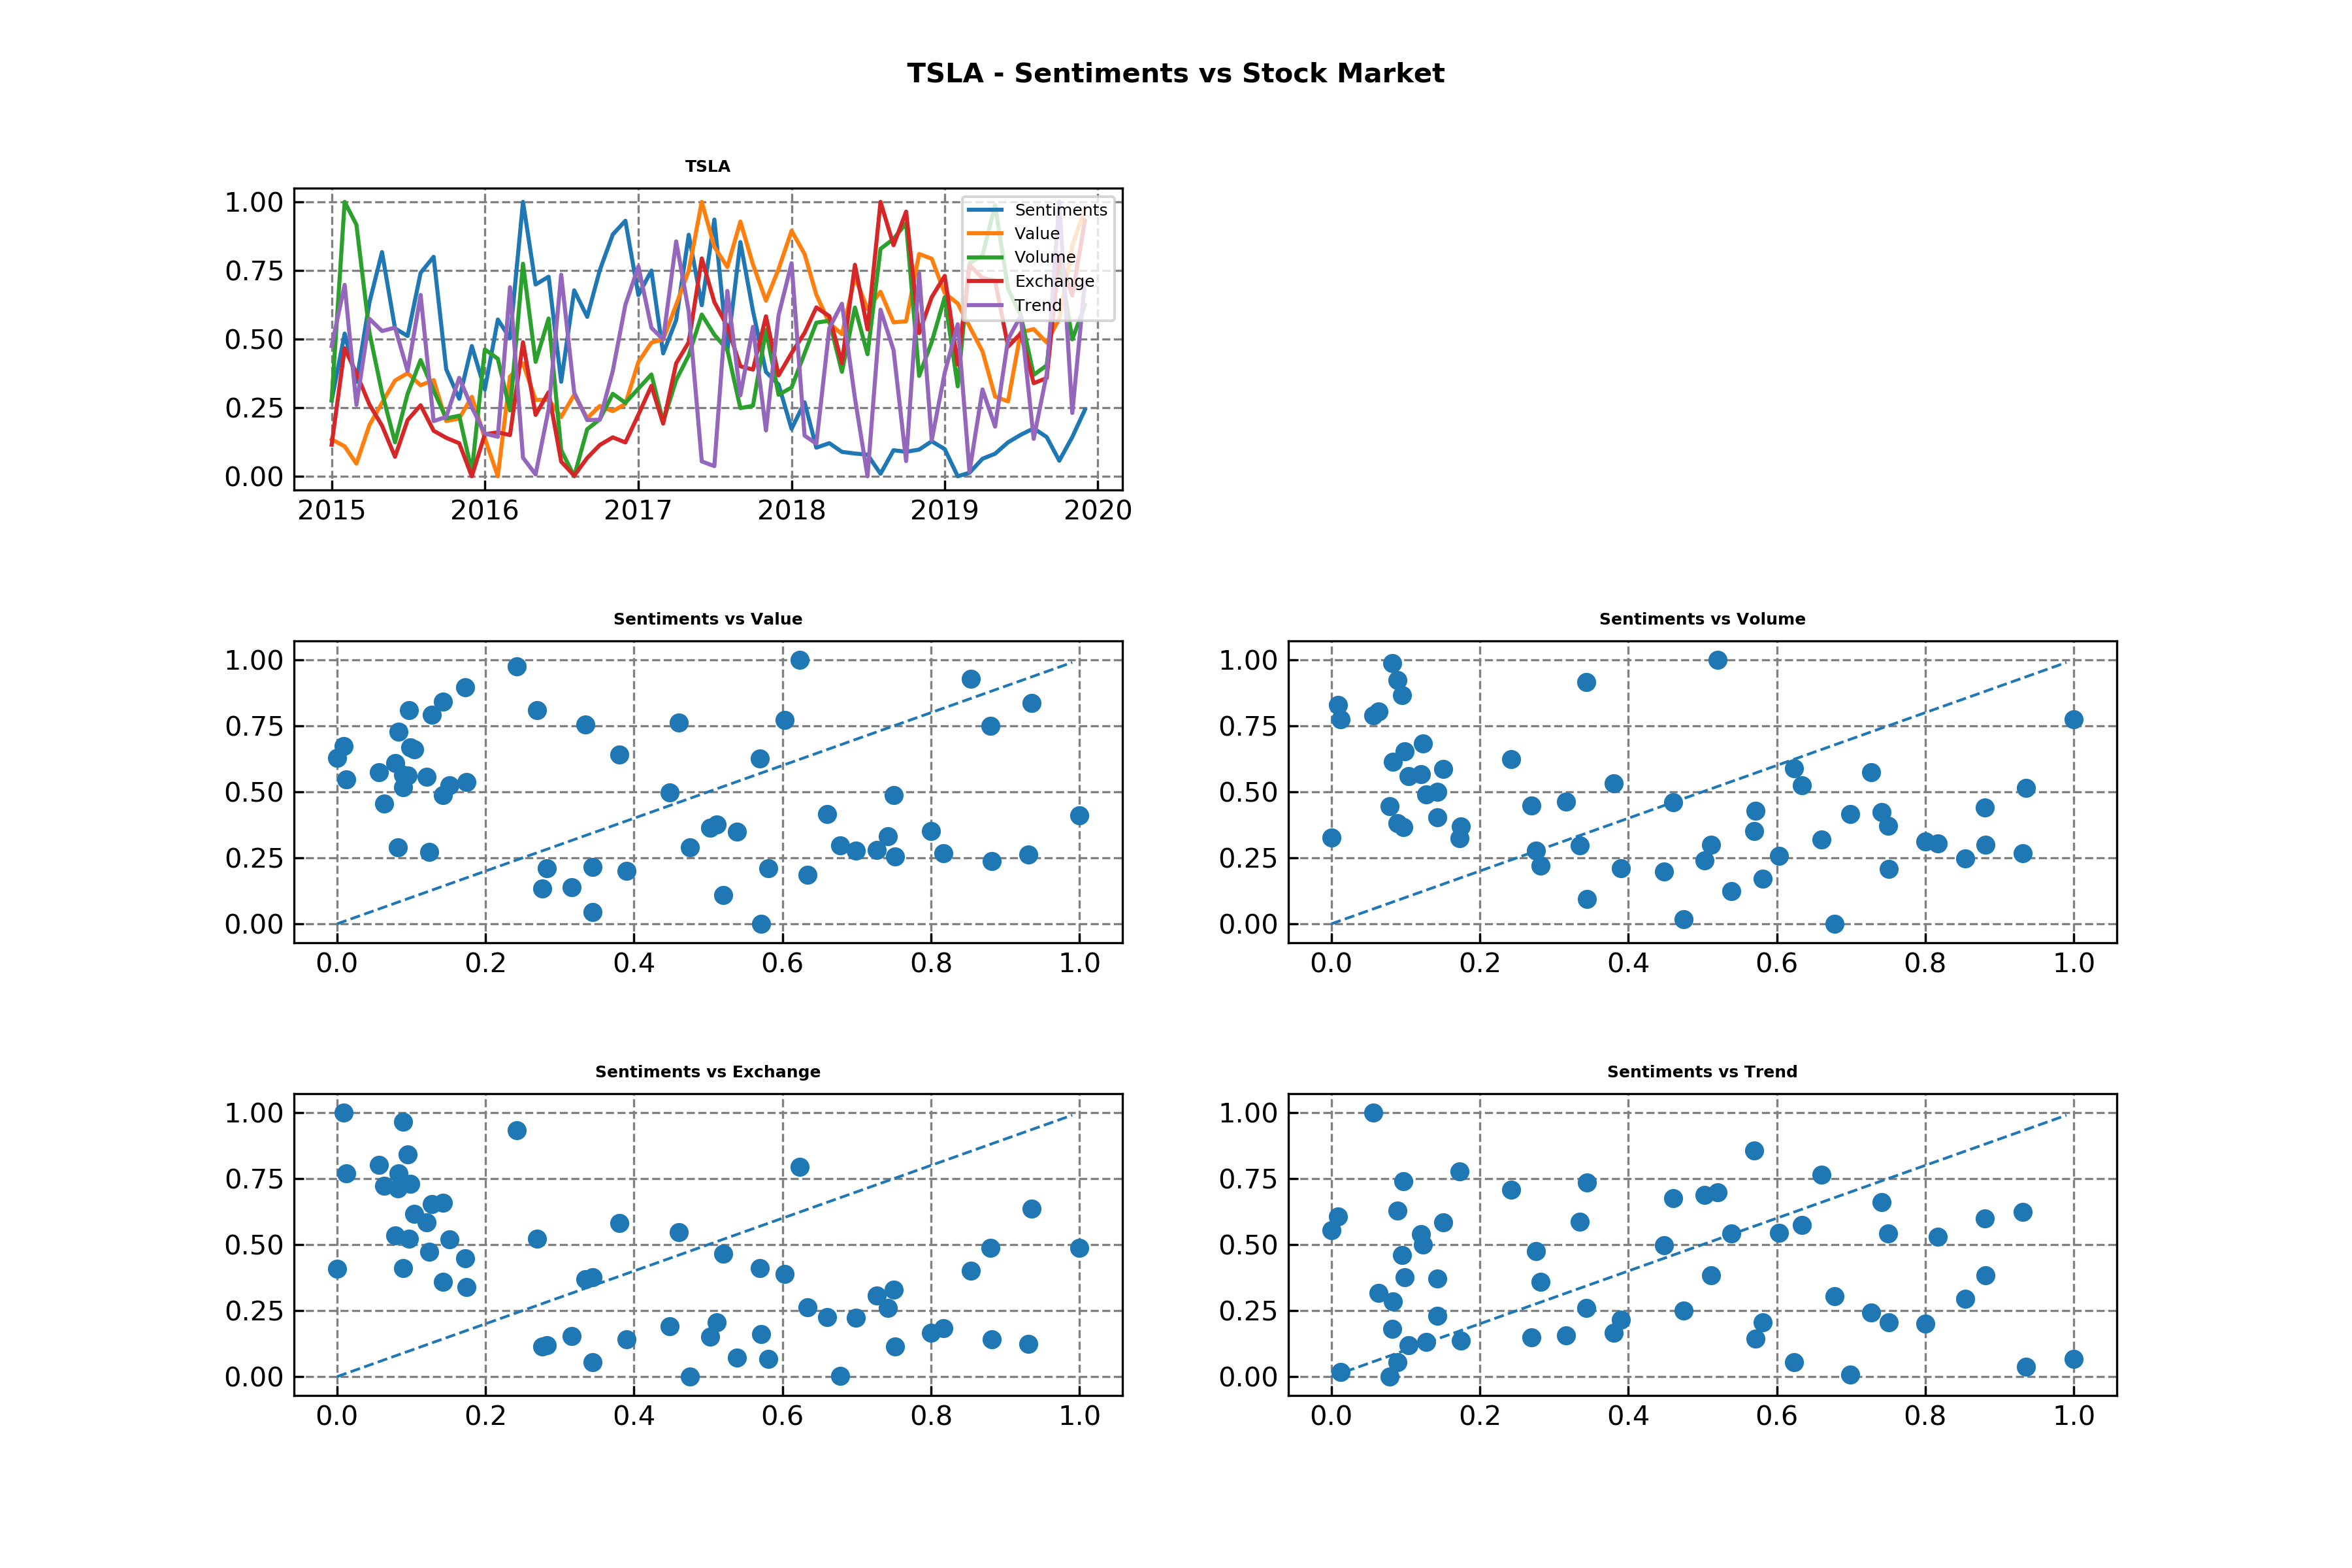 TSLA - Sentiments vs Stock Market
TSLA
1.00
0.75
0.50
0.25
0.00
Sentiments
Value
Volume
Exchange
Trend
2015 2016 2017 2018 2019 2020
Sentiments vs Value
1.00
0.75
0.50
0.25
0.00
0.0 0.2 0.4 0.6 0.8 1.0
Sentiments vs Volume
1.00
0.75
0.50
0.25
0.00
0.0 0.2 0.4 0.6 0.8 1.0
Sentiments vs Exchange
1.00
0.75
0.50
0.25
0.00
0.0 0.2 0.4 0.6 0.8 1.0
Sentiments vs Trend
1.00
0.75
0.50
0.25
0.00
0.0 0.2 0.4 0.6 0.8 1.0